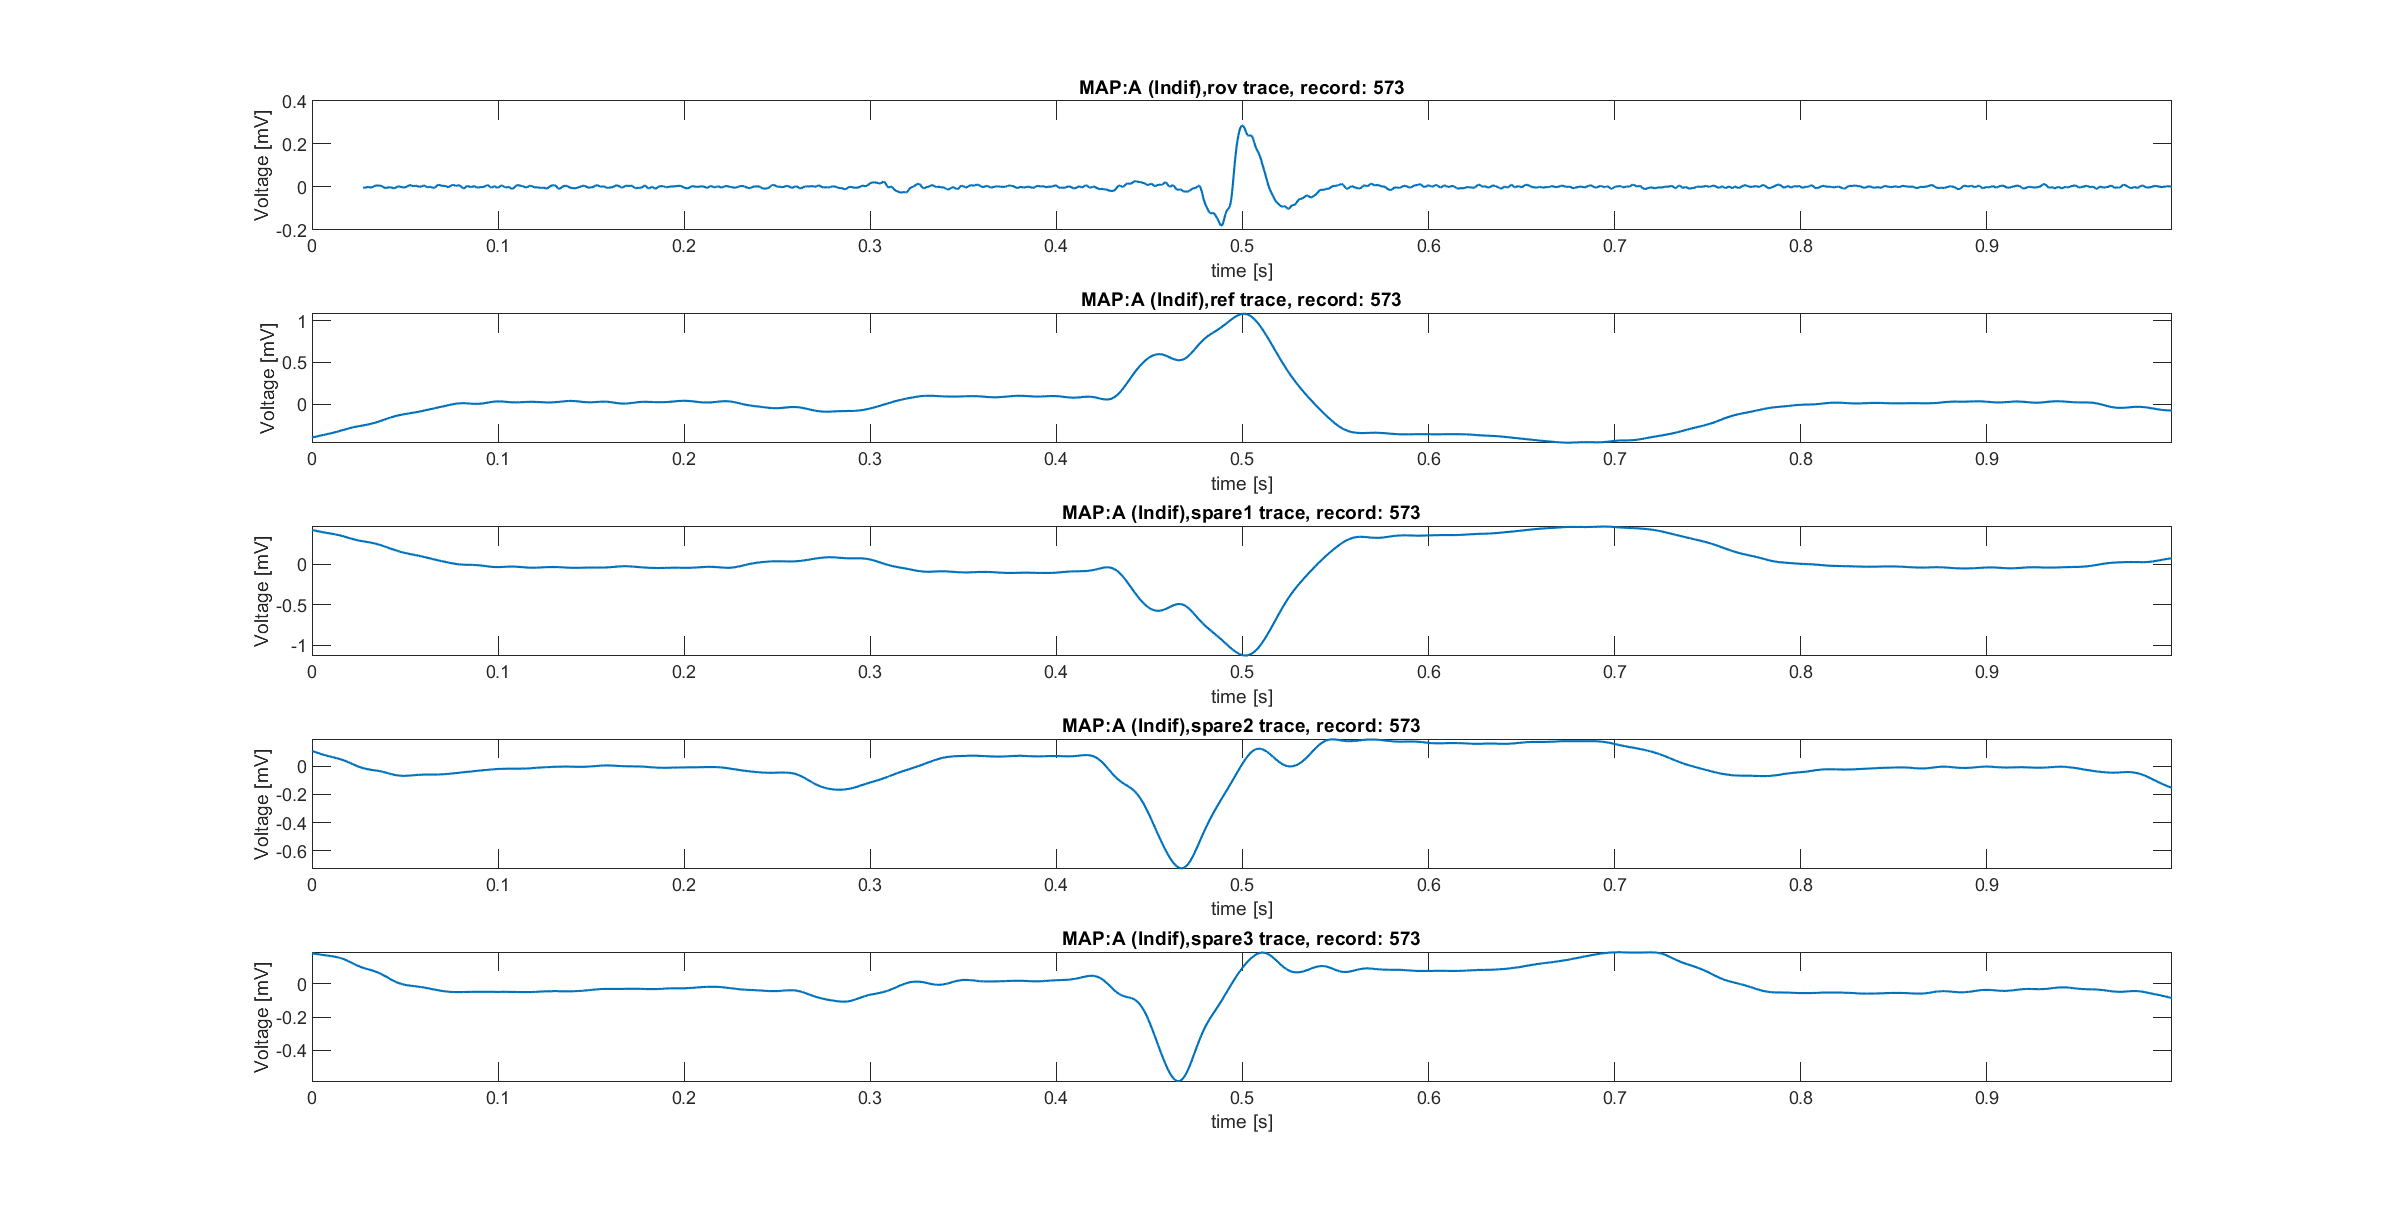 MAP:A (Indif),rov trace, record: 573
Voltage [mV]
0.4
0.2
0
-0.2
0 0.1 0.2 0.3 0.4 0.5 0.6 0.7 0.8 0.9
time [s]
MAP:A (Indif),ref trace, record: 573
Voltage [mV]
1
0.5
0
0 0.1 0.2 0.3 0.4 0.5 0.6 0.7 0.8 0.9
time [s]
MAP:A (Indif),spare1 trace, record: 573
Voltage [mV]
0
-0.5
-1
0 0.1 0.2 0.3 0.4 0.5 0.6 0.7 0.8 0.9
time [s]
MAP:A (Indif),spare2 trace, record: 573
Voltage [mV]
0
-0.2
-0.4
-0.6
0 0.1 0.2 0.3 0.4 0.5 0.6 0.7 0.8 0.9
time [s]
MAP:A (Indif),spare3 trace, record: 573
Voltage [mV]
0
-0.2
-0.4
0 0.1 0.2 0.3 0.4 0.5 0.6 0.7 0.8 0.9
time [s]